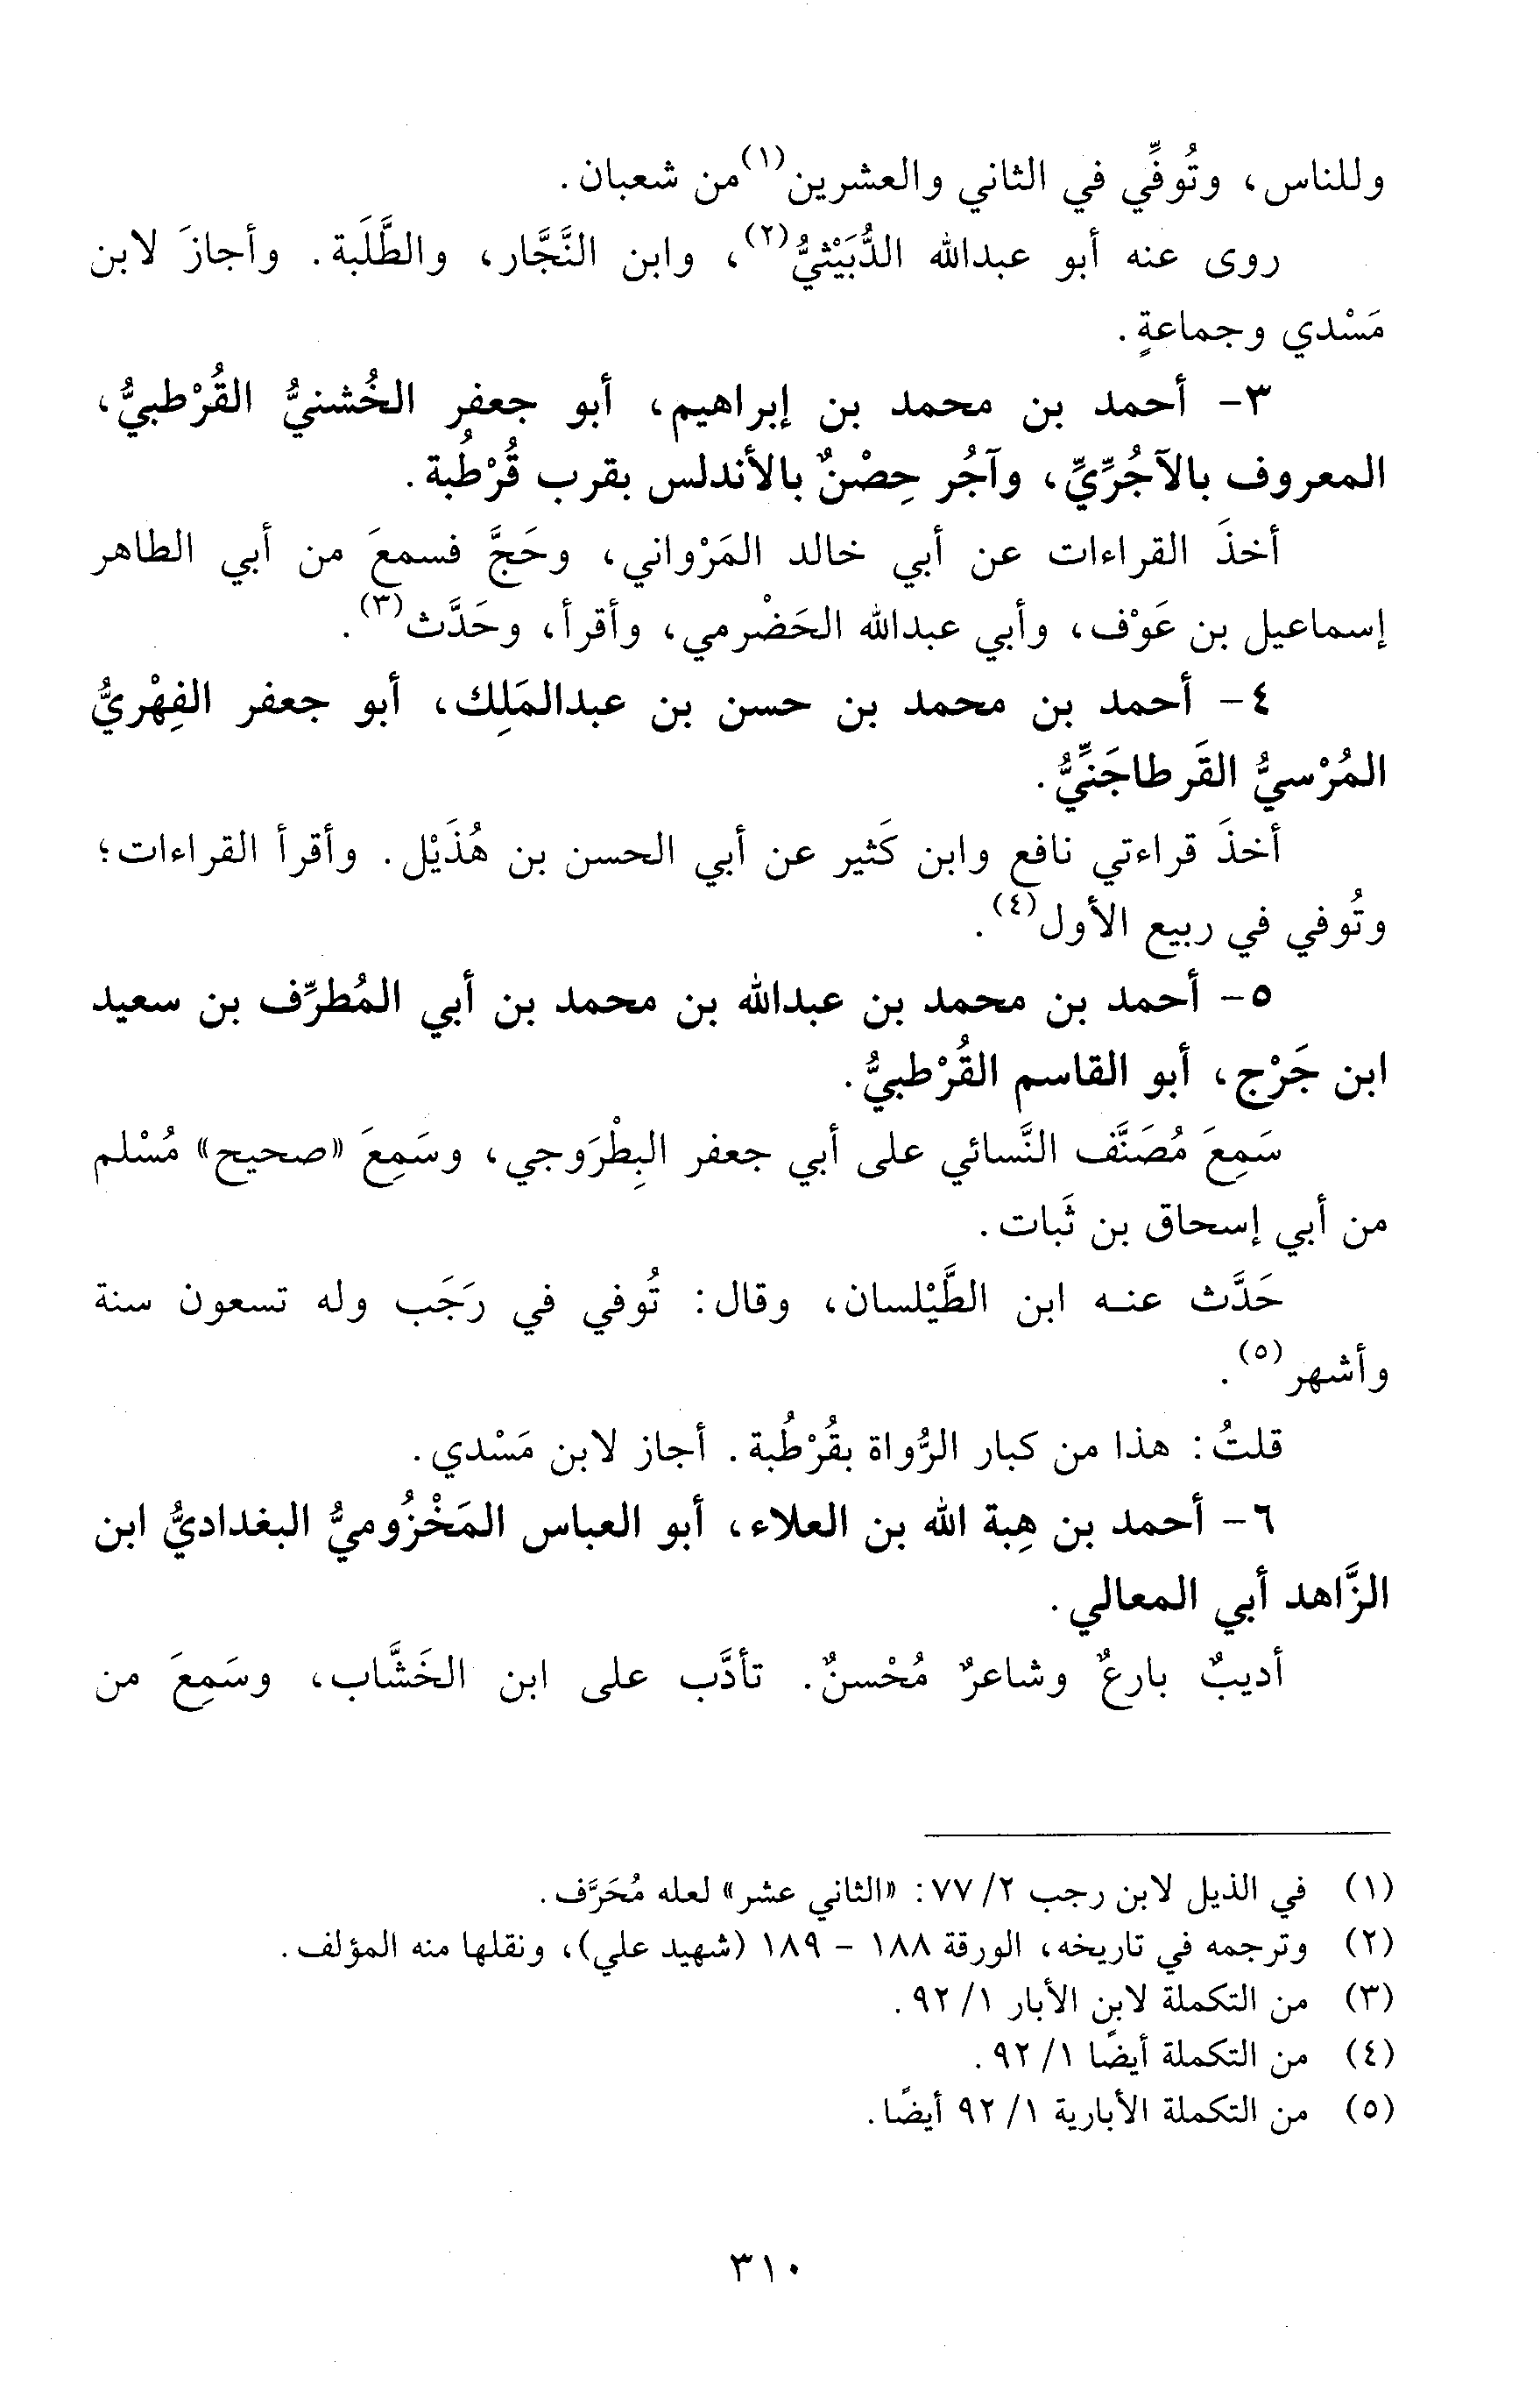 وللناس، وتُوفِّي في الثاني والعشرين(١) من شعبان.
روى عنه أبو عبدالله الدُّبَيْثيُّ(٢)، وابن النَّجَّار، والطَّلَبة. وأجازَ لابن
مَسْدي وجماعةٍ.
٣- أحمد بن محمد بن إبراهيم، أبو جعفر الخُشنيُّ القُرْطبيُّ،
المعروف بالآجُرِّيِّ، وآجُر حِصْنٌ بالأندلس بقرب قُرْطُبة.
أخذَ القراءات عن أبي خالد المَرْواني، وحَجَّ فسمعَ من أبي الطاهر
إسماعيل بن عَوْف، وأبي عبدالله الحَضْرمي، وأقرأ، وحَدَّث(٣).
٤- أحمد بن محمد بن حسن بن عبدالمَلِك، أبو جعفر الفِهْريُّ
المُرْسيُّ القَرطاجَنِّيُّ.
أخذَ قراءتي نافع وابن كَثير عن أبي الحسن بن هُذَيْل. وأقرأ القراءات؛
وتُوفي في ربيع الأول(٤).
٥- أحمد بن محمد بن عبدالله بن محمد بن أبي المُطرِّف بن سعيد
ابن جَرْج، أبو القاسم القُرْطبيُّ.
سَمِعَ مُصَنَّف النَّسائي على أبي جعفر البِطْرَوجي، وسَمِعَ «صحيح» مُسْلم
من أبي إسحاق بن ثَبات.
حَدَّث عنه ابن الطَّيْلسان، وقال: تُوفي في رَجَب وله تسعون سنة
وأشهر(٥).
قلتُ: هذا من كبار الرُّواة بقُرْطُبة. أجاز لابن مَسْدي.
٦- أحمد بن هِبة الله بن العلاء، أبو العباس المَخْزُوميُّ البغداديُّ ابن
الزَّاهد أبي المعالي.
أديبٌ بارعٌ وشاعرٌ مُحْسنٌ. تأدَّب على ابن الخَشَّاب، وسَمِعَ من
(١) في الذيل لابن رجب ٢/ ٧٧: «الثاني عشر» لعله مُحَرَّف.
(٢) وترجمه في تاريخه، الورقة ١٨٨ - ١٨٩ (شهيد علي)، ونقلها منه المؤلف.
(٣) من التكملة لابن الأبار ١/ ٩٢.
(٤) من التكملة أيضًا ١/ ٩٢.
(٥) من التكملة الأبارية ١/ ٩٢ أيضًا.
٣١٠